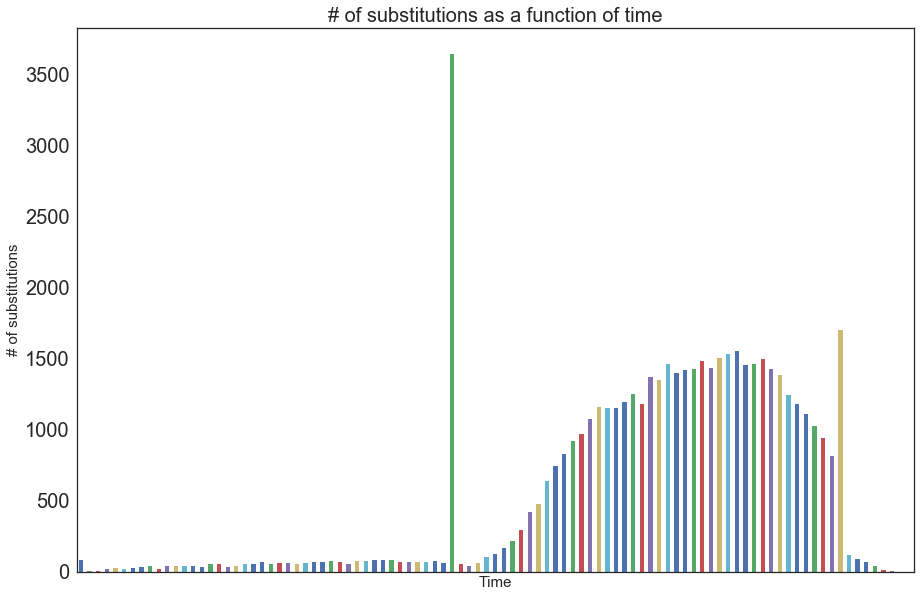 # of substitutions as a function of time
3500
3000
2500
2000
1500
1000
500
0
# of substitutions
Time